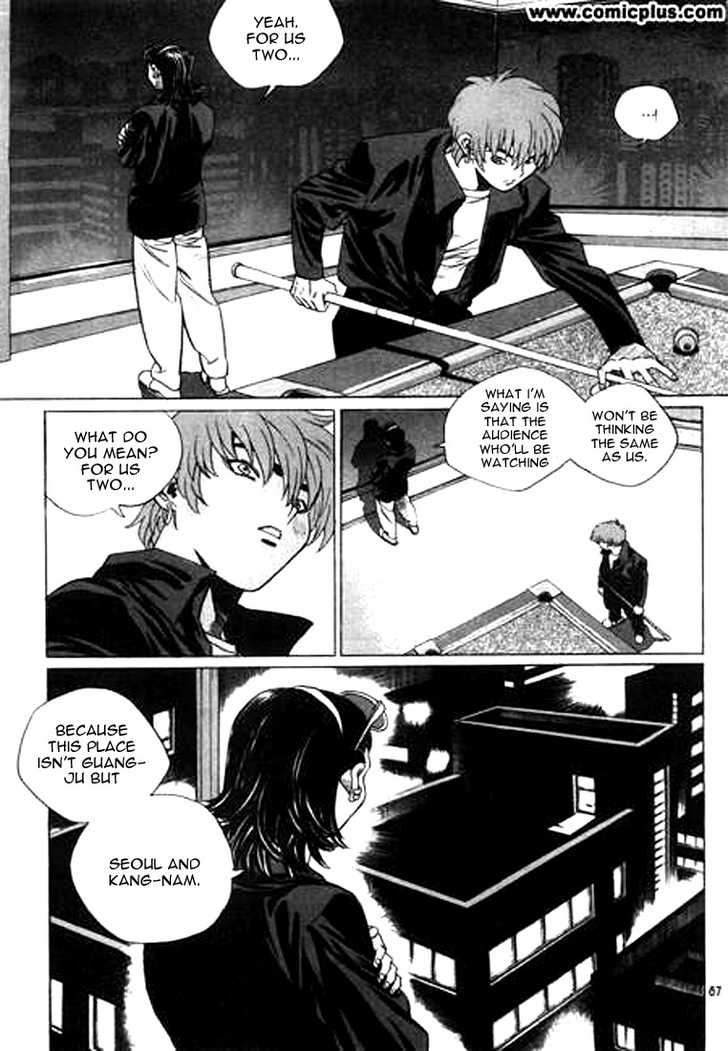 www.comicplus.com
YEAH.
FOR US
TWO...
...!
WHAT DO
YOU MEAN?
FOR US
TWO...
WHAT I'M
SAYING IS
THAT THE
AUDIENCE
WHO'LL BE
WATCHING
WON'T BE
THINKING
THE SAME
AS US.
BECAUSE
THIS PLACE
ISN'T GUANG-
JU BUT
SEOUL AND
KANG-NAM.
67